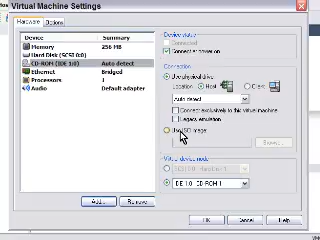 Virtual Machine Settings
Hardware Options
Device Summary
Memory 256 MB
Hard Disk (SCSI 0:0)
CD-ROM (IDE 1:0) Auto detect
Ethernet Bridged
Processors 1
Audio Default adapter
Add... Remove
Device status
Connected
Connect at power on
Connection
Use physical drive
Location: Host Client
Auto detect
Connect exclusively to this virtual machine
Legacy emulation
Use ISO image:
Browse...
Virtual device node
IDE 1:0 CD-ROM 1
OK Cancel Help